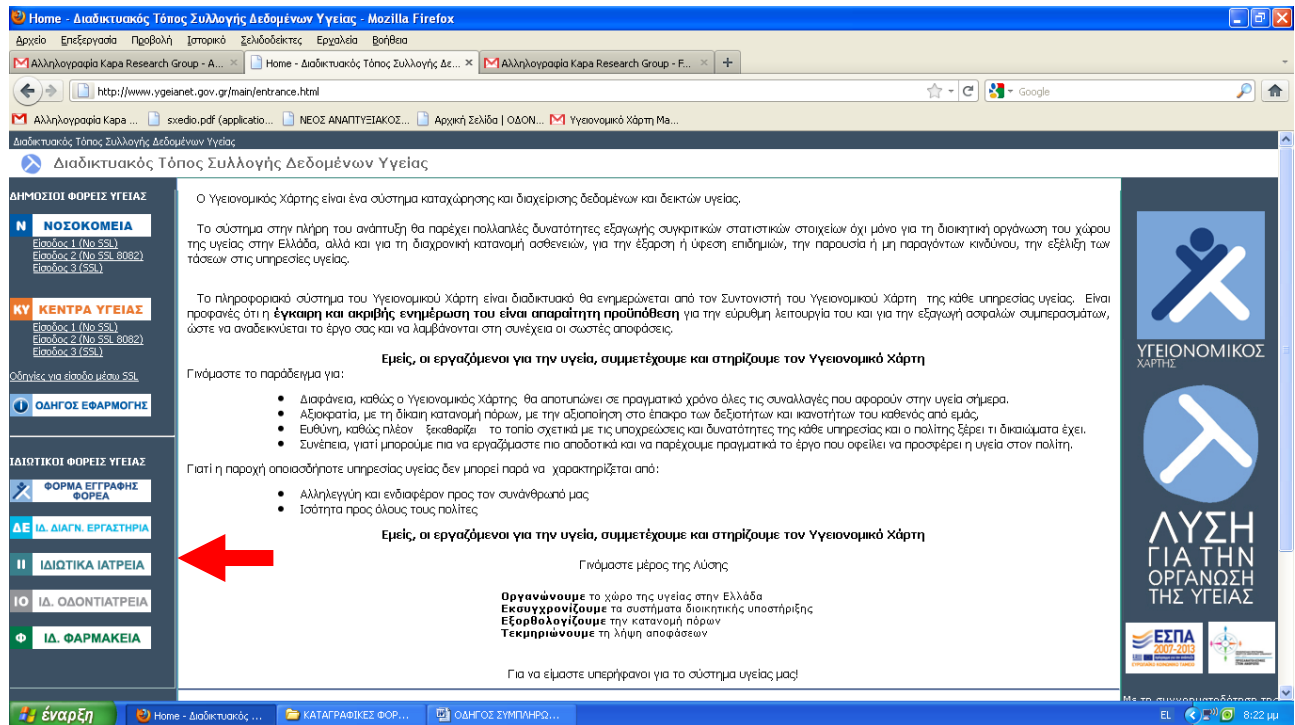 Home - Διαδικτυακός Τόπος Συλλογής Δεδομένων Υγείας - Mozilla Firefox
Αρχείο Επεξεργασία Προβολή Ιστορικό Σελιδοδείκτες Εργαλεία Βοήθεια
Αλληλογραφία Kapa Research Group - A... Home - Διαδικτυακός Τόπος Συλλογής Δε... Αλληλογραφία Kapa Research Group - F...
http://www.ygeianet.gov.gr/main/entrance.html Google
Αλληλογραφία Kapa ... sxedio.pdf (applicatio... ΝΕΟΣ ΑΝΑΠΤΥΞΙΑΚΟΣ... Αρχική Σελίδα | ΟΔΟΝ... Υγειονομικό Χάρτη Μα...
Διαδικτυακός Τόπος Συλλογής Δεδομένων Υγείας
Διαδικτυακός Τόπος Συλλογής Δεδομένων Υγείας
ΔΗΜΟΣΙΟΙ ΦΟΡΕΙΣ ΥΓΕΙΑΣ
Ν ΝΟΣΟΚΟΜΕΙΑ
Είσοδος 1 (No SSL)
Είσοδος 2 (No SSL 8082)
Είσοδος 3 (SSL)
ΚΥ ΚΕΝΤΡΑ ΥΓΕΙΑΣ
Είσοδος 1 (No SSL)
Είσοδος 2 (No SSL 8082)
Είσοδος 3 (SSL)
Οδηγίες για είσοδο μέσω SSL
ΟΔΗΓΟΣ ΕΦΑΡΜΟΓΗΣ
ΙΔΙΩΤΙΚΟΙ ΦΟΡΕΙΣ ΥΓΕΙΑΣ
ΦΟΡΜΑ ΕΓΓΡΑΦΗΣ
ΦΟΡΕΑ
ΔΕ ΙΔ. ΔΙΑΓΝ. ΕΡΓΑΣΤΗΡΙΑ
ΙΙ ΙΔΙΩΤΙΚΑ ΙΑΤΡΕΙΑ
ΙΟ ΙΔ. ΟΔΟΝΤΙΑΤΡΕΙΑ
Φ ΙΔ. ΦΑΡΜΑΚΕΙΑ
Ο Υγειονομικός Χάρτης είναι ένα σύστημα καταχώρησης και διαχείρισης δεδομένων και δεικτών υγείας.
Το σύστημα στην πλήρη του ανάπτυξη θα παρέχει πολλαπλές δυνατότητες εξαγωγής συγκριτικών στατιστικών στοιχείων όχι μόνο για τη διοικητική οργάνωση του χώρου
της υγείας στην Ελλάδα, αλλά και για τη διαχρονική κατανομή ασθενειών, για την έξαρση ή ύφεση επιδημιών, την παρουσία ή μη παραγόντων κινδύνου, την εξέλιξη των
τάσεων στις υπηρεσίες υγείας.
Το πληροφοριακό σύστημα του Υγειονομικού Χάρτη είναι διαδικτυακό θα ενημερώνεται από τον Συντονιστή του Υγειονομικού Χάρτη της κάθε υπηρεσίας υγείας. Είναι
προφανές ότι η έγκαιρη και ακριβής ενημέρωση του είναι απαραίτητη προϋπόθεση για την εύρυθμη λειτουργία του και για την εξαγωγή ασφαλών συμπερασμάτων,
ώστε να αναδεικνύεται το έργο σας και να λαμβάνονται στη συνέχεια οι σωστές αποφάσεις.
Εμείς, οι εργαζόμενοι για την υγεία, συμμετέχουμε και στηρίζουμε τον Υγειονομικό Χάρτη
Γινόμαστε το παράδειγμα για:
• Διαφάνεια, καθώς ο Υγειονομικός Χάρτης θα αποτυπώνει σε πραγματικό χρόνο όλες τις συναλλαγές που αφορούν στην υγεία σήμερα.
• Αξιοκρατία, με τη δίκαιη κατανομή πόρων, με την αξιοποίηση στο έπακρο των δεξιοτήτων και ικανοτήτων του καθενός από εμάς,
• Ευθύνη, καθώς πλέον ξεκαθαρίζει το τοπίο σχετικά με τις υποχρεώσεις και δυνατότητες της κάθε υπηρεσίας και ο πολίτης ξέρει τι δικαιώματα έχει.
• Συνέπεια, γιατί μπορούμε πια να εργαζόμαστε πιο αποδοτικά και να παρέχουμε πραγματικά το έργο που οφείλει να προσφέρει η υγεία στον πολίτη.
Γιατί η παροχή οποιασδήποτε υπηρεσίας υγείας δεν μπορεί παρά να χαρακτηρίζεται από:
• Αλληλεγγύη και ενδιαφέρον προς τον συνάνθρωπό μας
• Ισότητα προς όλους τους πολίτες
Εμείς, οι εργαζόμενοι για την υγεία, συμμετέχουμε και στηρίζουμε τον Υγειονομικό Χάρτη
Γινόμαστε μέρος της Λύσης
Οργανώνουμε το χώρο της υγείας στην Ελλάδα
Εκσυγχρονίζουμε τα συστήματα διοικητικής υποστήριξης
Εξορθολογίζουμε την κατανομή πόρων
Τεκμηριώνουμε τη λήψη αποφάσεων
Για να είμαστε υπερήφανοι για το σύστημα υγείας μας!
ΥΓΕΙΟΝΟΜΙΚΟΣ
ΧΑΡΤΗΣ
ΛΥΣΗ
ΓΙΑ ΤΗΝ
ΟΡΓΑΝΩΣΗ
ΤΗΣ ΥΓΕΙΑΣ
ΕΣΠΑ
2007-2013
Με τη συγχρηματοδότηση της
έναρξη Home - Διαδικτυακός ... ΚΑΤΑΓΡΑΦΙΚΕΣ ΦΟΡ... ΟΔΗΓΟΣ ΣΥΜΠΛΗΡΩ... EL 8:22 μμ